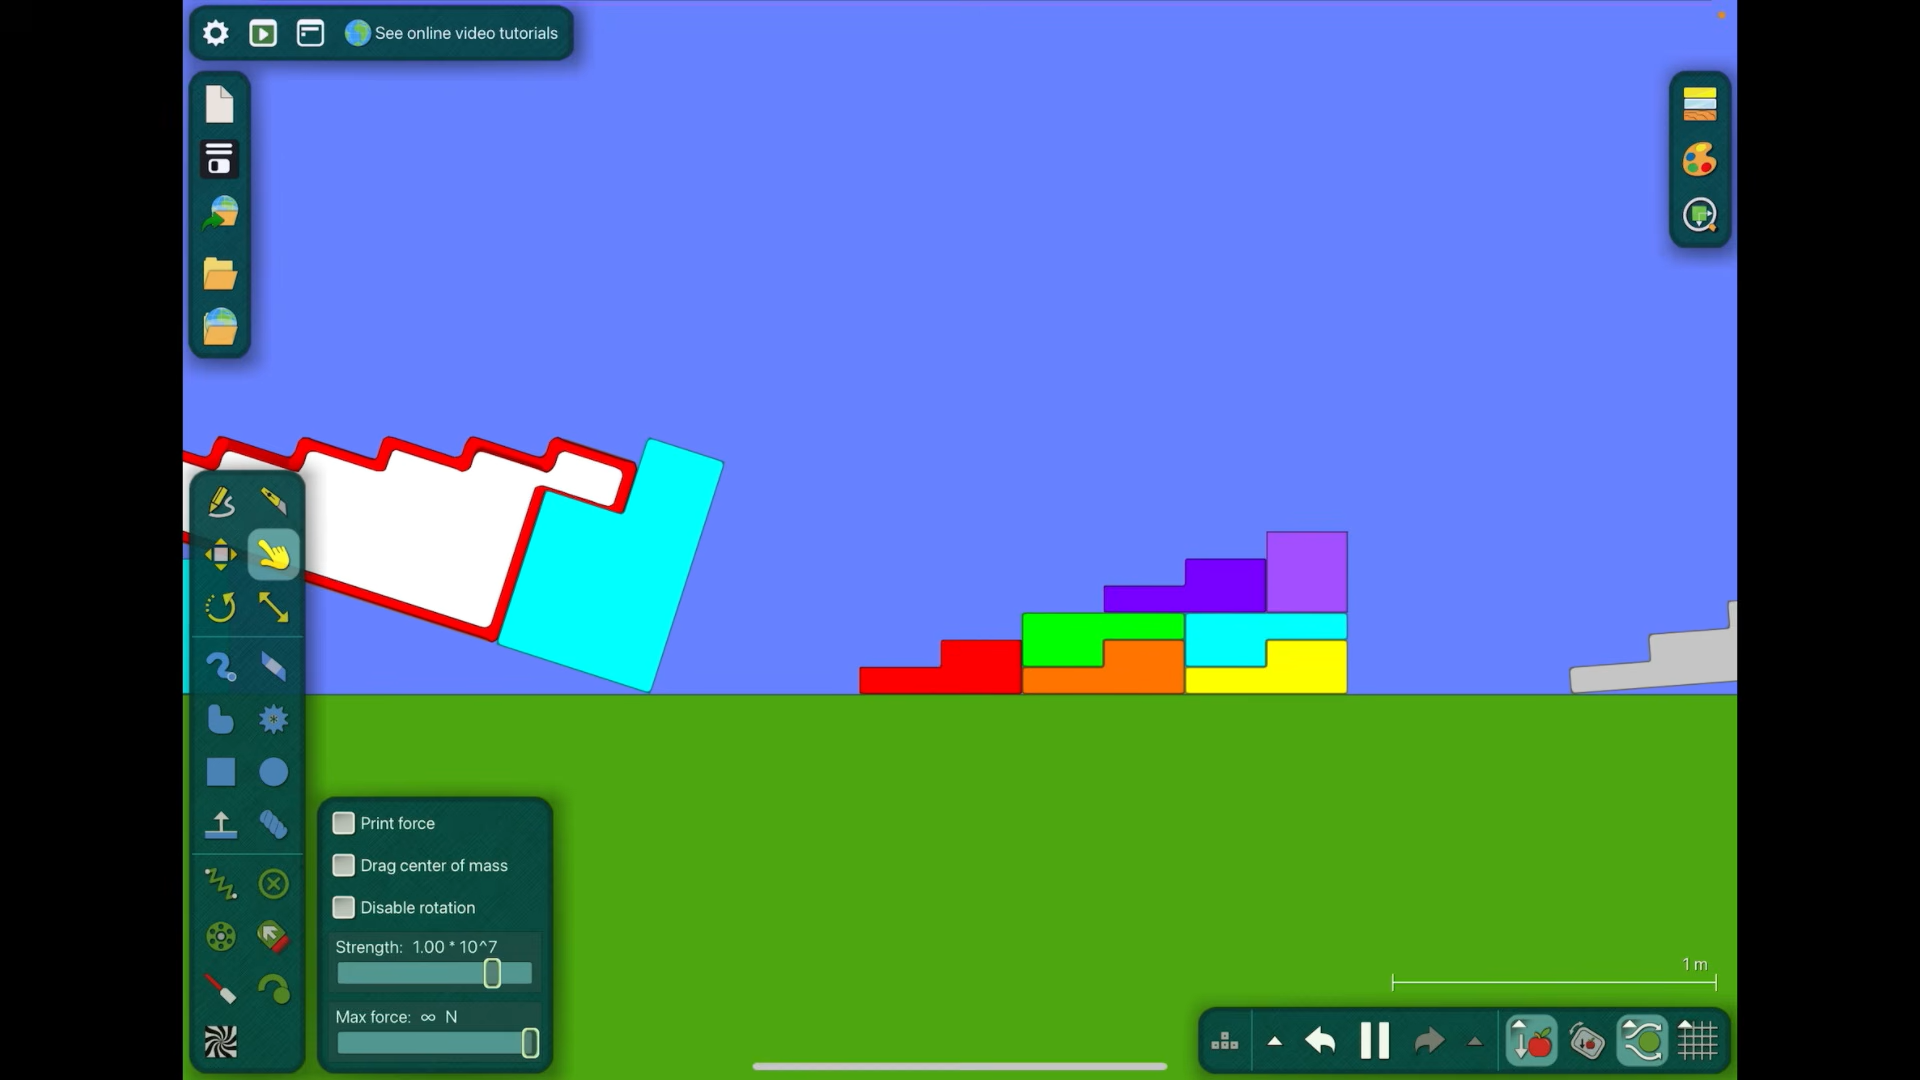 See online video tutorials
Print force
Drag center of mass
Disable rotation
Strength: 1.00 * 10^7
Max force: ∞ N
1 m